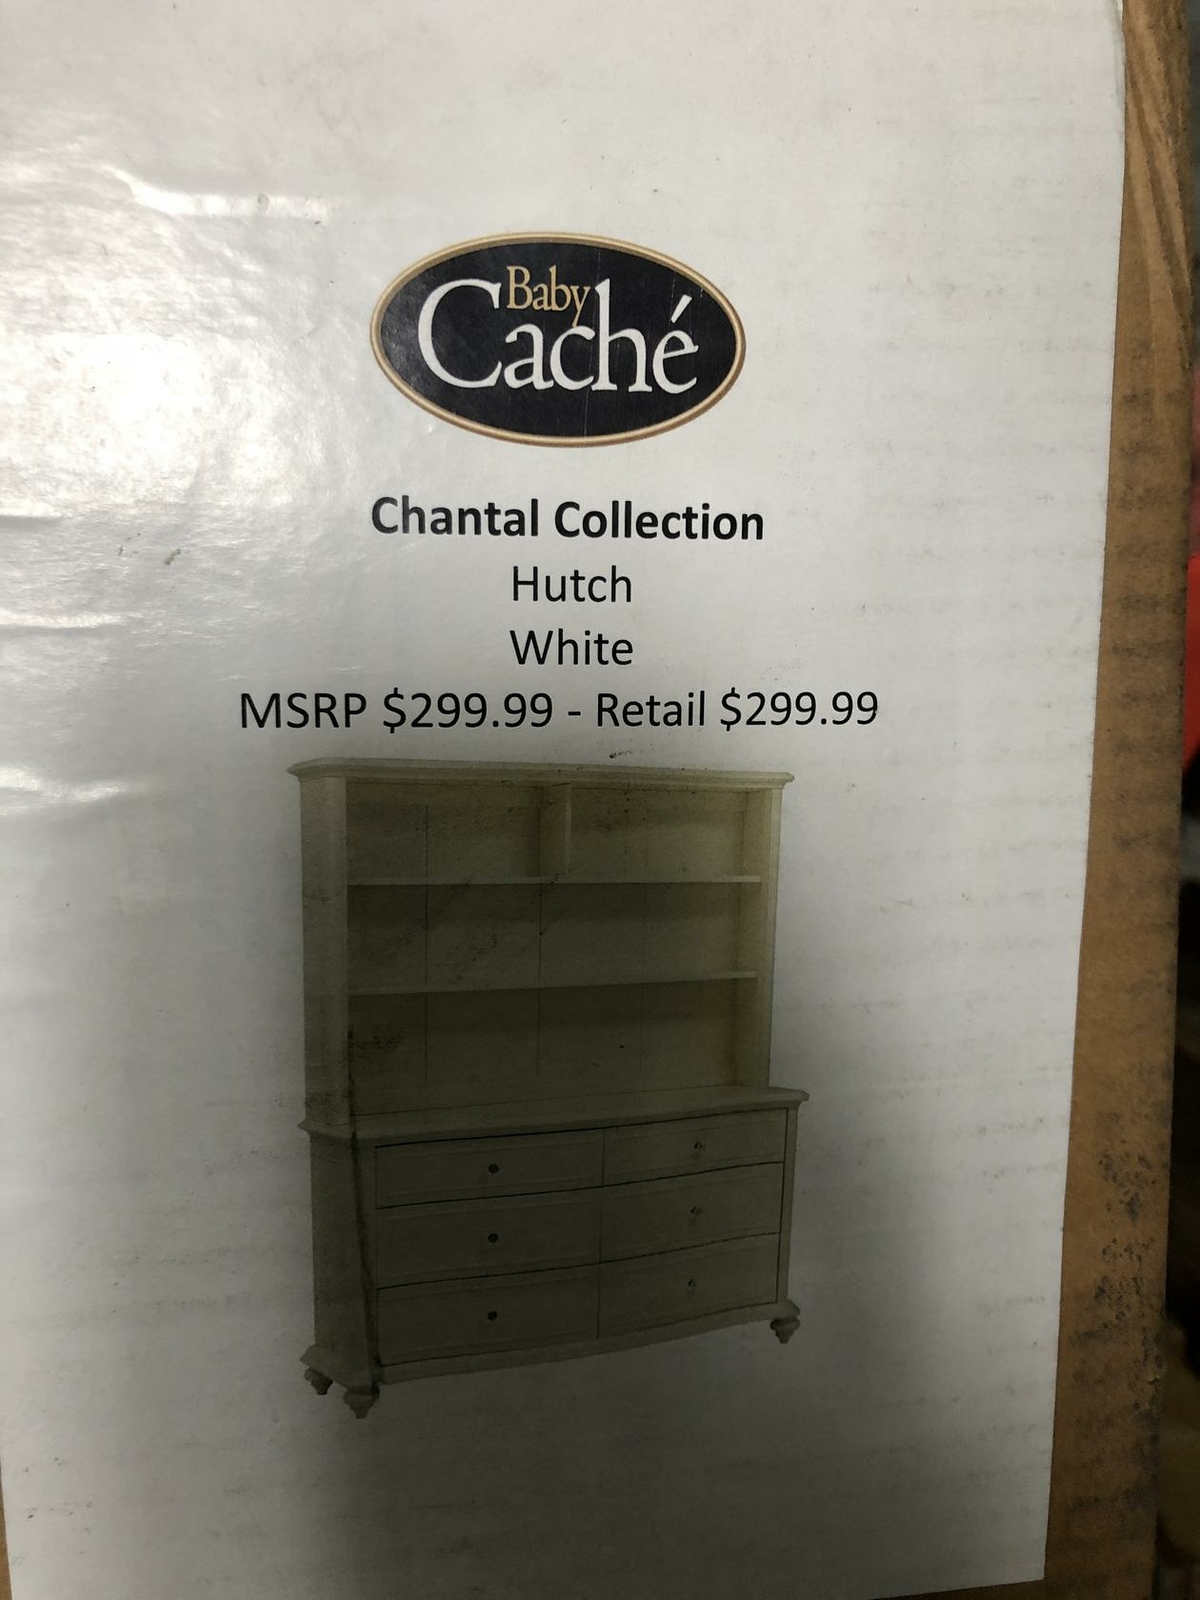 Baby
Caché
Chantal Collection
Hutch
White
MSRP $299.99 - Retail $299.99